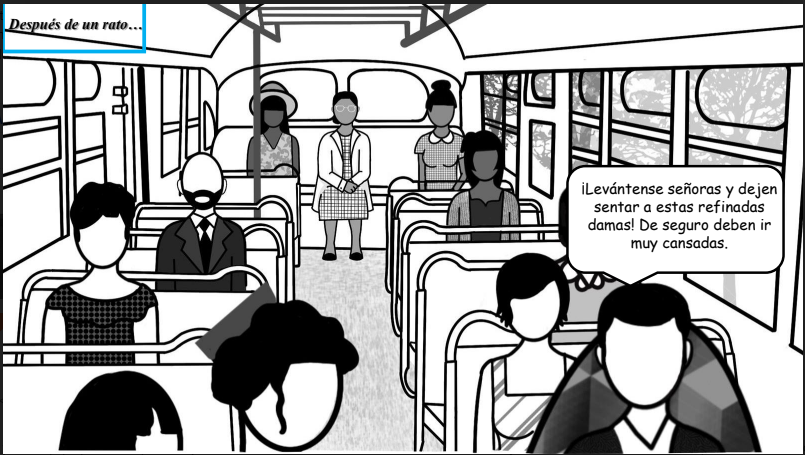 Después de un rato…
¡Levántense señoras y dejen
sentar a estas refinadas
damas! De seguro deben ir
muy cansadas.